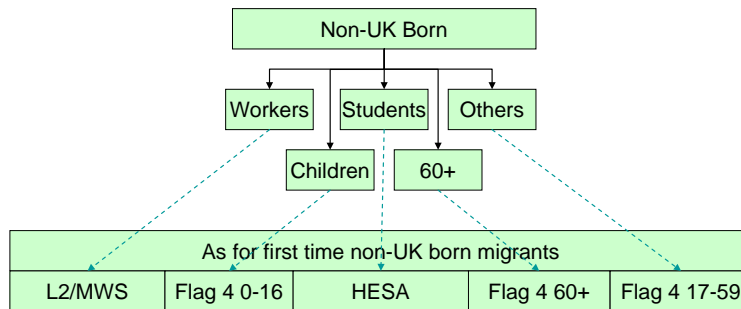 Non-UK Born
Workers
Students
Others
Children
60+
As for first time non-UK born migrants
L2/MWS
Flag 4 0-16
HESA
Flag 4 60+
Flag 4 17-59